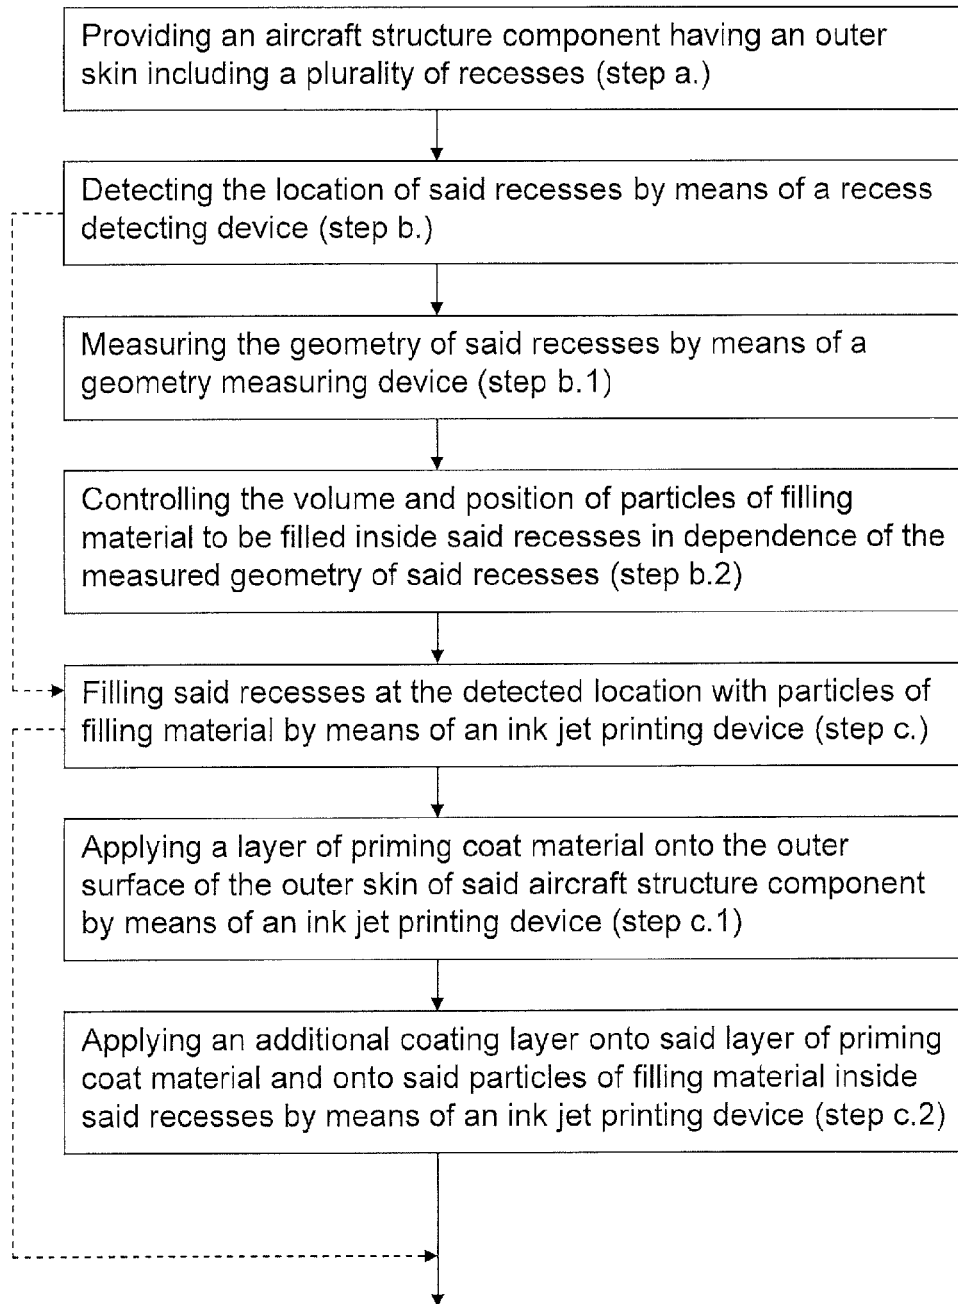 Providing an aircraft structure component having an outer
skin including a plurality of recesses (step a.)
Detecting the location of said recesses by means of a recess
detecting device (step b.)
Measuring the geometry of said recesses by means of a
geometry measuring device (step b.1)
Controlling the volume and position of particles of filling
material to be filled inside said recesses in dependence of the
measured geometry of said recesses (step b.2)
Filling said recesses at the detected location with particles of
filling material by means of an ink jet printing device (step c.)
Applying a layer of priming coat material onto the outer
surface of the outer skin of said aircraft structure component
by means of an ink jet printing device (step c.1)
Applying an additional coating layer onto said layer of priming
coat material and onto said particles of filling material inside
said recesses by means of an ink jet printing device (step c.2)